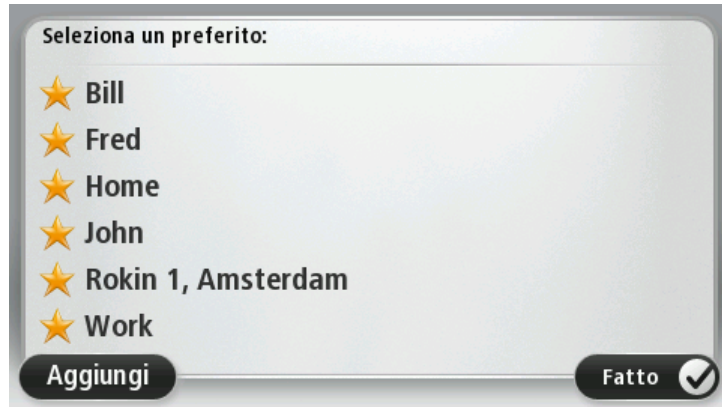 Seleziona un preferito:
Bill
Fred
Home
John
Rokin 1, Amsterdam
Work
Aggiungi
Fatto